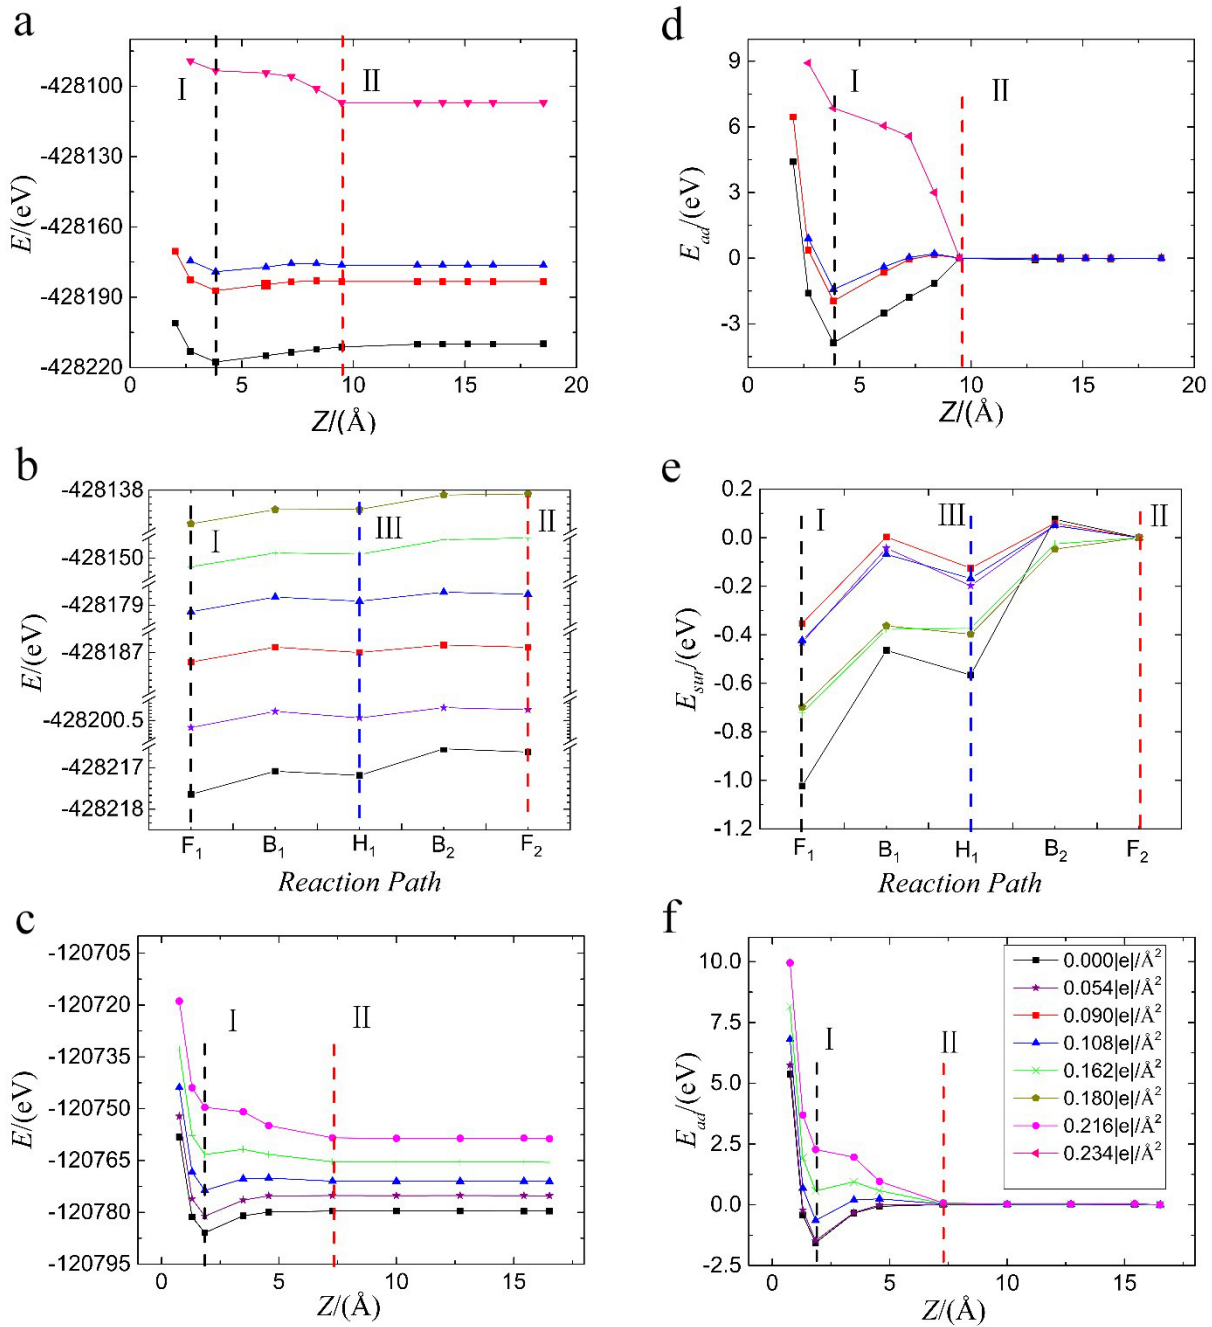 a
E/(eV)
-428100
-428130
-428160
-428190
-428220
I
II
0
5
10
15
20
Z/(Å)
d
E_ad/(eV)
9
6
3
0
-3
I
II
0
5
10
15
20
Z/(Å)
b
E/(eV)
-428138
-428150
-428179
-428187
-428200.5
-428217
-428218
I
III
II
F₁
B₁
H₁
B₂
F₂
Reaction Path
e
E_sur/(eV)
0.2
0.0
-0.2
-0.4
-0.6
-0.8
-1.0
-1.2
I
III
II
F₁
B₁
H₁
B₂
F₂
Reaction Path
c
E/(eV)
-120705
-120720
-120735
-120750
-120765
-120780
-120795
I
II
0
5
10
15
Z/(Å)
f
E_ad/(eV)
10.0
7.5
5.0
2.5
0.0
-2.5
I
II
0.000|e|/Å²
0.054|e|/Å²
0.090|e|/Å²
0.108|e|/Å²
0.162|e|/Å²
0.180|e|/Å²
0.216|e|/Å²
0.234|e|/Å²
0
5
10
15
Z/(Å)